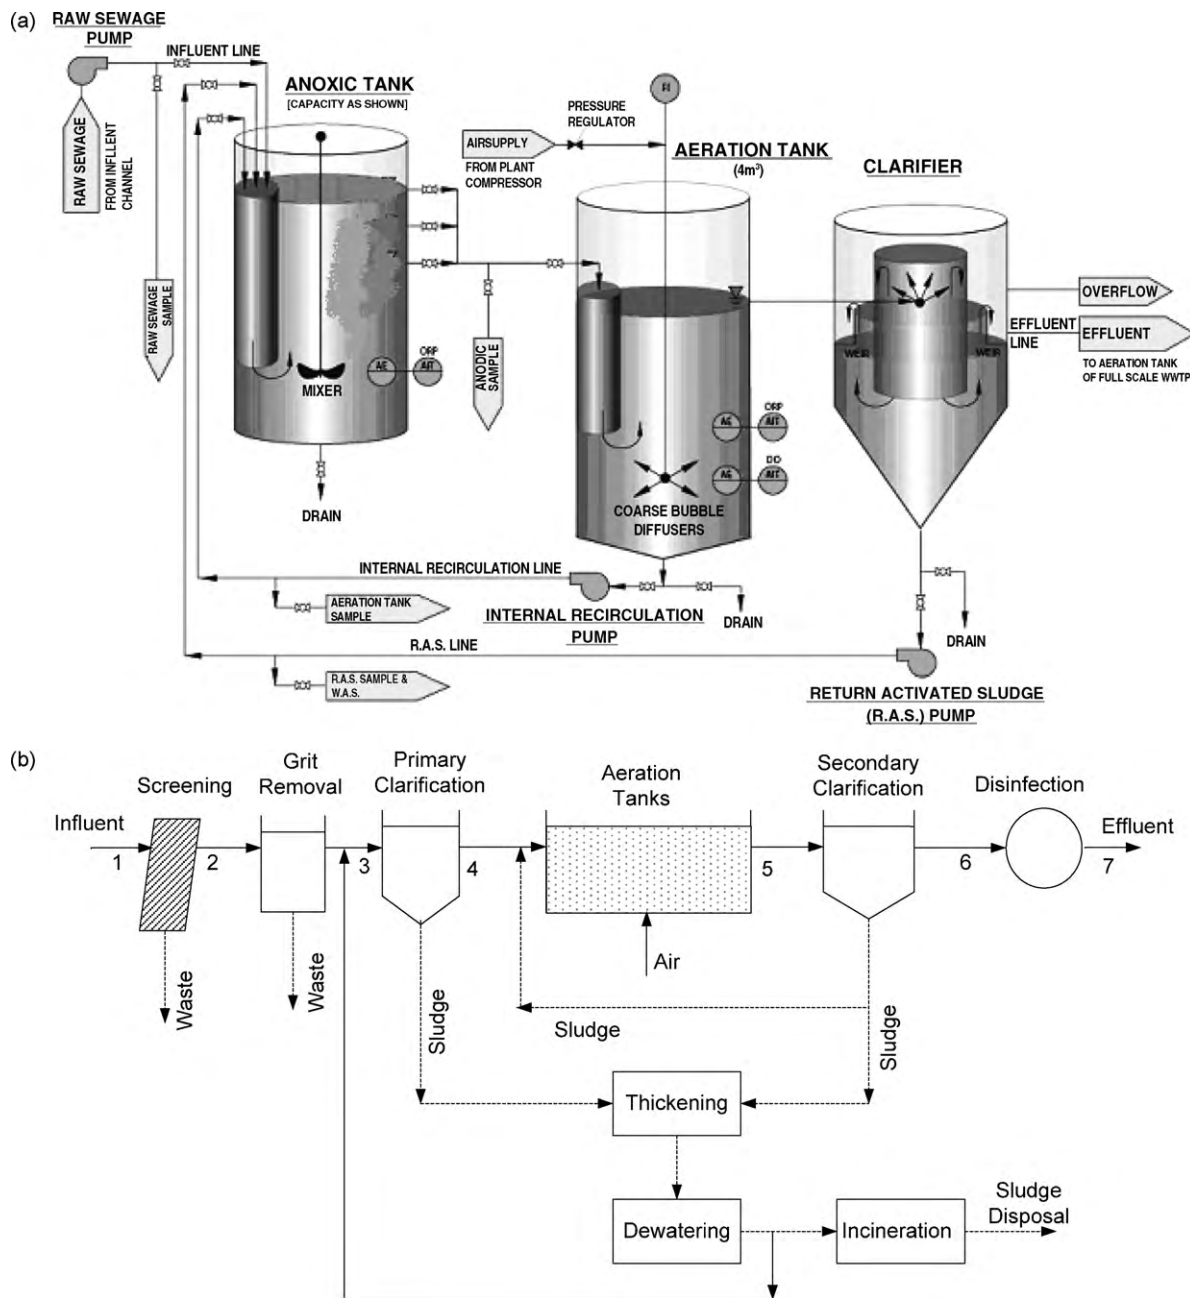 (a)
RAW SEWAGE
PUMP
INFLUENT LINE
RAW SEWAGE
FROM INFLLENT
CHANNEL
RAW SEWAGE
SAMPLE
ANOXIC TANK
[CAPACITY AS SHOWN]
MIXER
AE
ORP
AIT
DRAIN
ANODIC
SAMPLE
AIRSUPPLY
FROM PLANT
COMPRESSOR
PRESSURE
REGULATOR
AERATION TANK
(4m³)
ORP
AE
AIT
DO
AE
AIT
COARSE BUBBLE
DIFFUSERS
CLARIFIER
WEIR
WEIR
OVERFLOW
EFFLUENT
LINE
EFFLUENT
TO AERATION TANK
OF FULL SCALE WWTP
INTERNAL RECIRCULATION LINE
AERATION TANK
SAMPLE
INTERNAL RECIRCULATION
PUMP
DRAIN
DRAIN
R.A.S. LINE
R.A.S. SAMPLE &
W.A.S.
RETURN ACTIVATED SLUDGE
(R.A.S.) PUMP
(b)
Screening
Grit
Removal
Primary
Clarification
Aeration
Tanks
Secondary
Clarification
Disinfection
Influent
Effluent
1
2
3
4
5
6
7
Air
Waste
Waste
Sludge
Sludge
Sludge
Thickening
Dewatering
Incineration
Sludge
Disposal